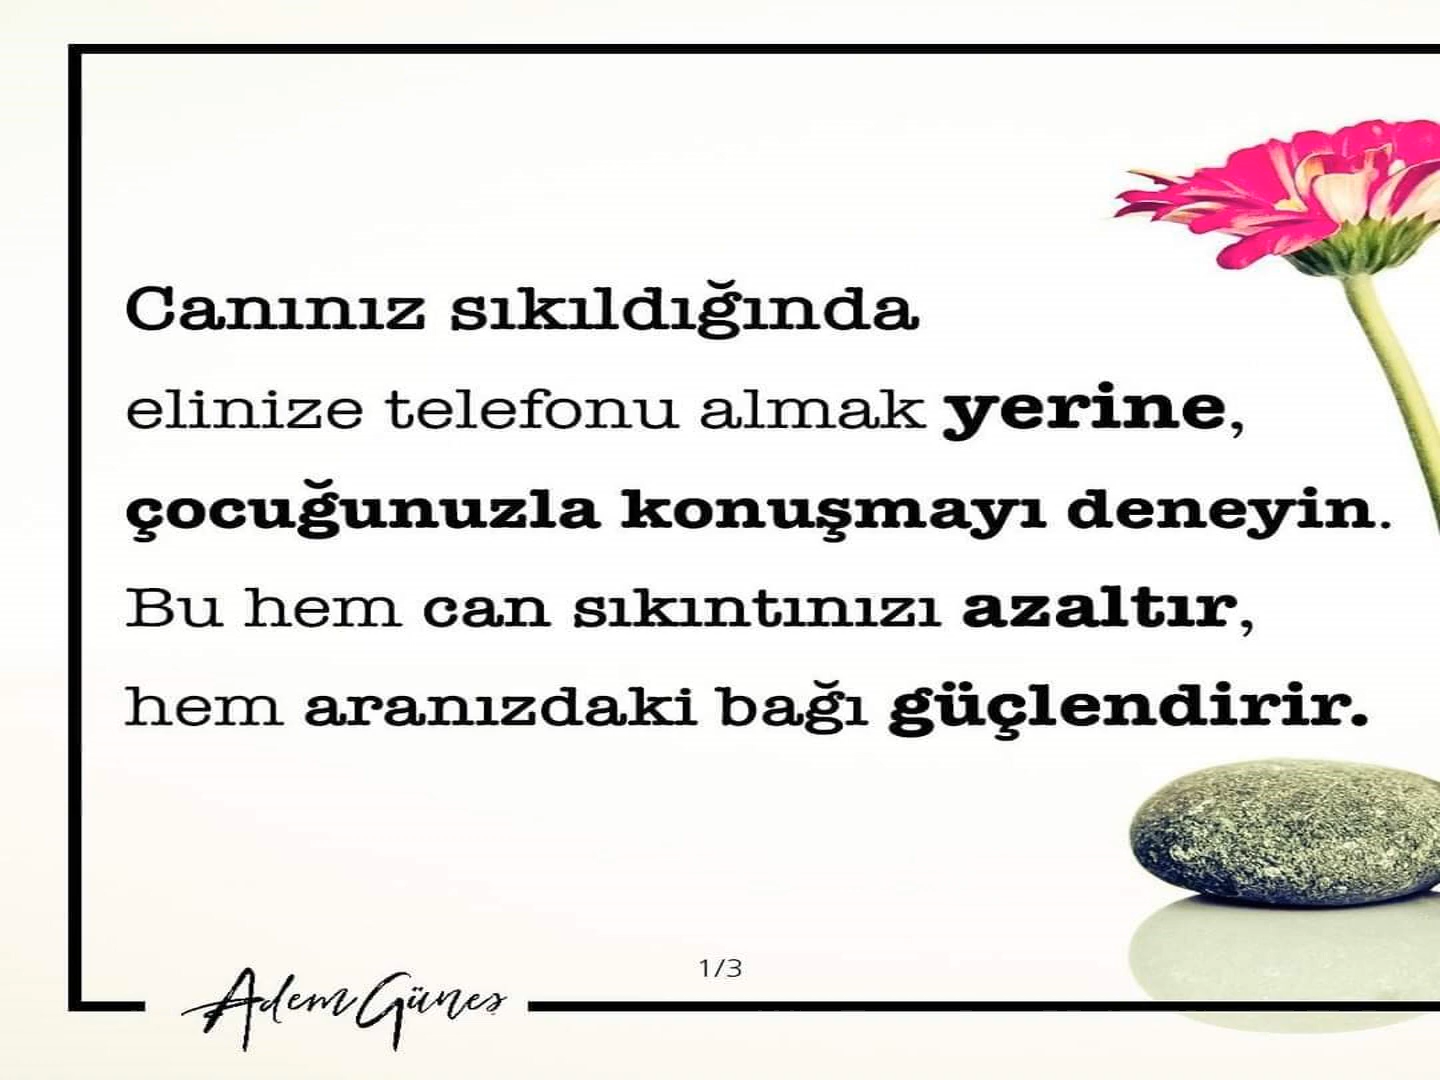 Canınız sıkıldığında
elinize telefonu almak yerine,
çocuğunuzla konuşmayı deneyin.
Bu hem can sıkıntınızı azaltır,
hem aranızdaki bağı güçlendirir.
1/3
Adem Güneş